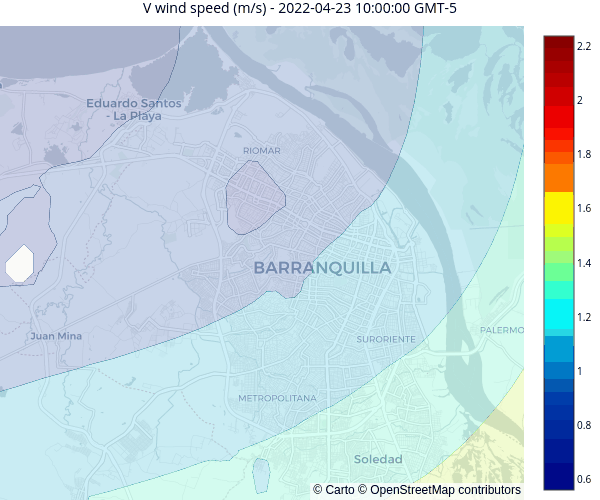 V wind speed (m/s) - 2022-04-23 10:00:00 GMT-5
2.2
2
1.8
1.6
1.4
1.2
1
0.8
0.6
Eduardo Santos
- La Playa
RIOMAR
BARRANQUILLA
Juan Mina
SURORIENTE
PALERMO
METROPOLITANA
Soledad
© Carto © OpenStreetMap contributors